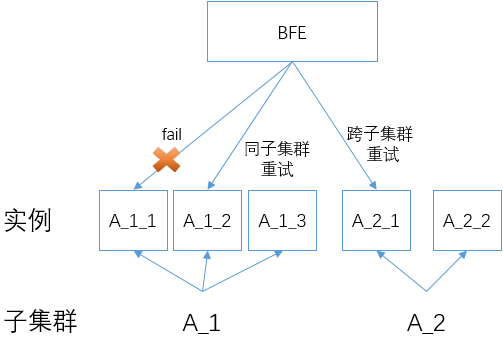 BFE
fail
同子集群
重试
跨子集群
重试
实例
A_1_1
A_1_2
A_1_3
A_2_1
A_2_2
子集群
A_1
A_2